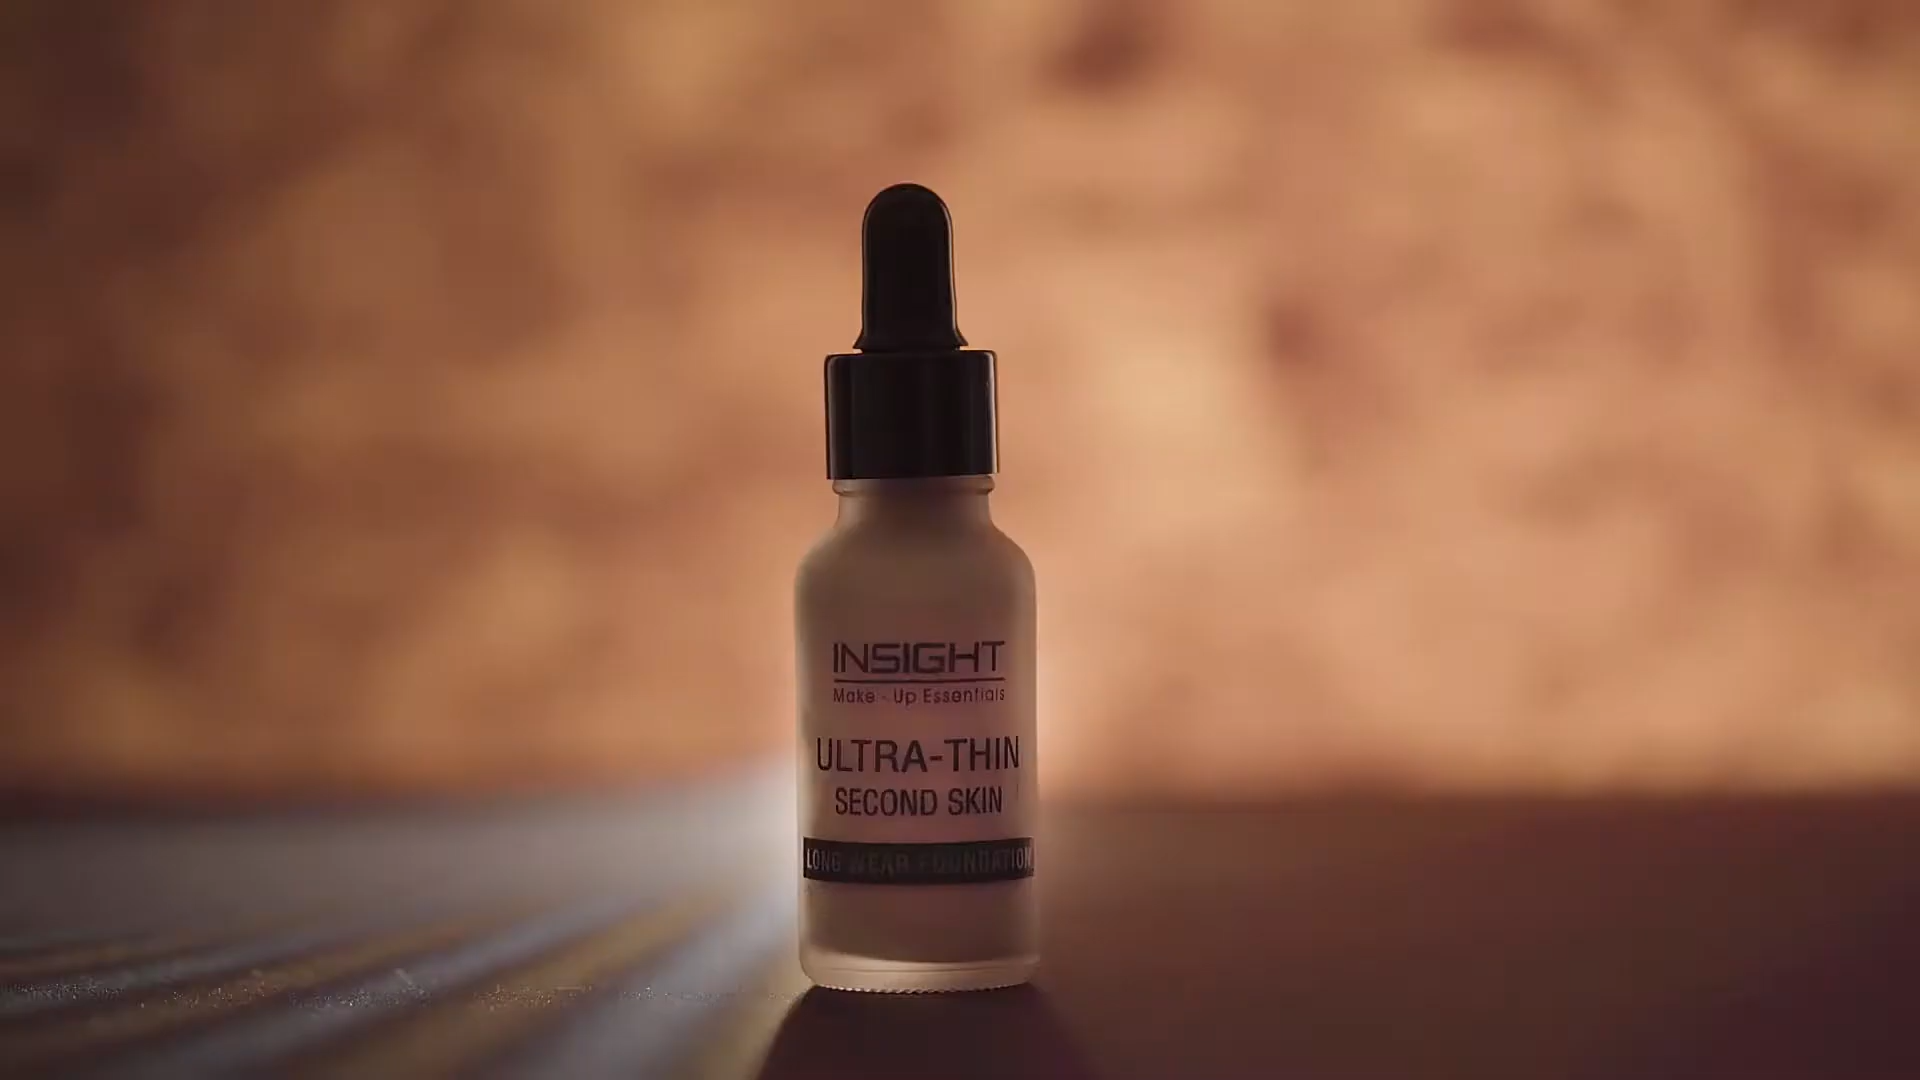 INSIGHT
Make-Up Essentials
ULTRA-THIN
SECOND SKIN
LONG WEAR FOUNDATION